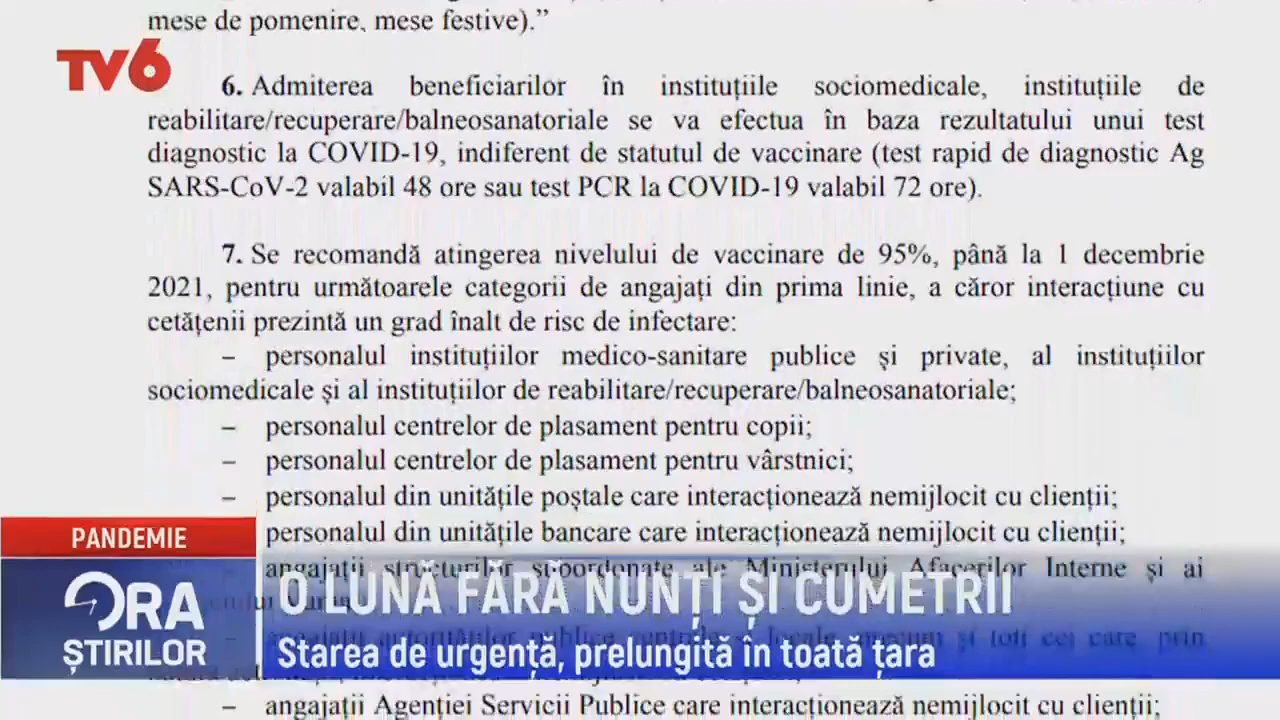 mese de pomenire, mese festive).”
TV6
6. Admiterea beneficiarilor în instituțiile sociomedicale, instituțiile de
reabilitare/recuperare/balneosanatoriale se va efectua în baza rezultatului unui test
diagnostic la COVID-19, indiferent de statutul de vaccinare (test rapid de diagnostic Ag
SARS-CoV-2 valabil 48 ore sau test PCR la COVID-19 valabil 72 ore).
7. Se recomandă atingerea nivelului de vaccinare de 95%, până la 1 decembrie
2021, pentru următoarele categorii de angajați din prima linie, a căror interacțiune cu
cetățenii prezintă un grad înalt de risc de infectare:
– personalul instituțiilor medico-sanitare publice și private, al instituțiilor
sociomedicale și al instituțiilor de reabilitare/recuperare/balneosanatoriale;
– personalul centrelor de plasament pentru copii;
– personalul centrelor de plasament pentru vârstnici;
– personalul din unitățile poștale care interacționează nemijlocit cu clienții;
personalul din unitățile bancare care interacționează nemijlocit cu clienții;
PANDEMIE
– angajații structurilor subordonate ale Ministerului Afacerilor Interne și ai
O LUNĂ FĂRĂ NUNȚI ȘI CUMETRII
ORA
ȘTIRILOR
Starea de urgență, prelungită în toată țara
– angajații Agenției Servicii Publice care interacționează nemijlocit cu clienții;